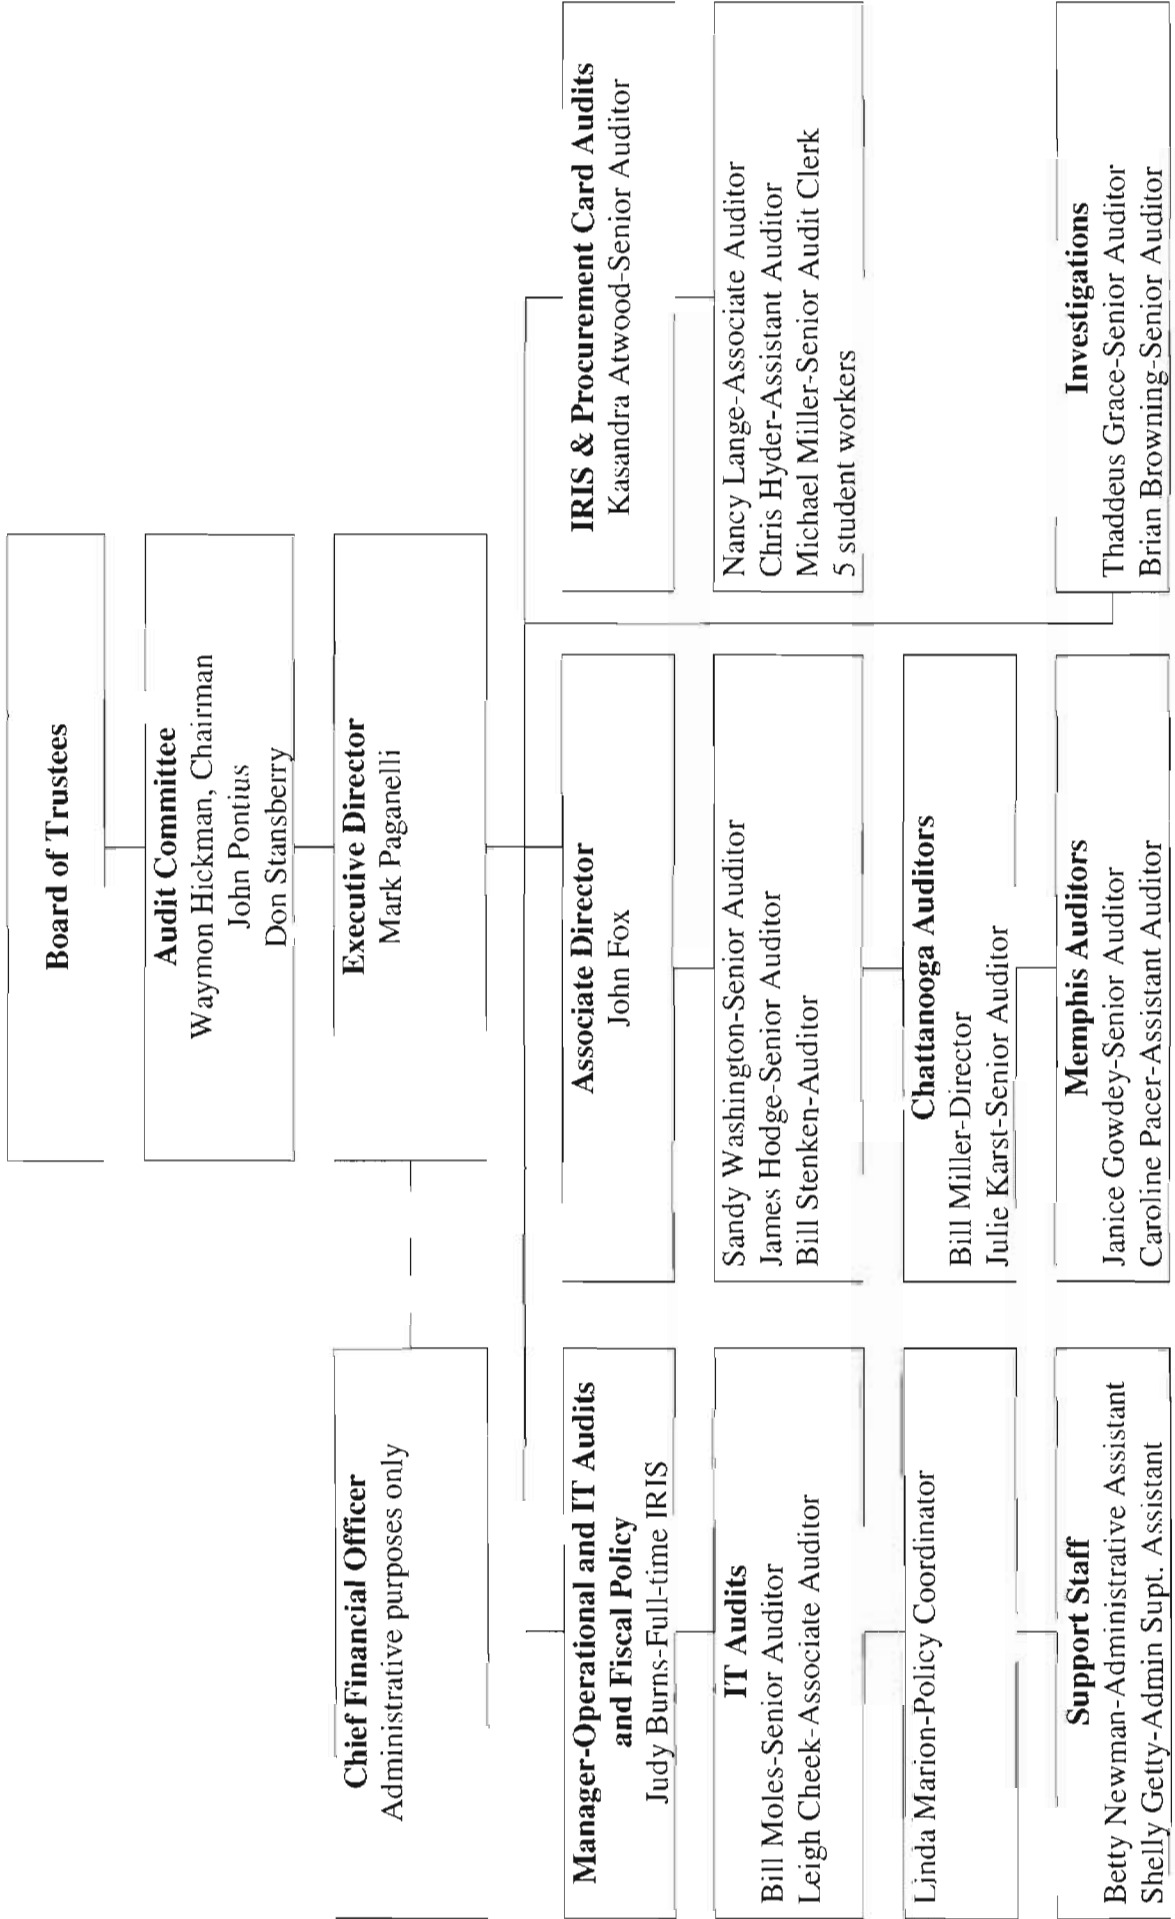 Board of Trustees
Audit Committee
Waymon Hickman, Chairman
John Pontius
Don Stansberry
Chief Financial Officer
Administrative purposes only
Executive Director
Mark Paganelli
Manager-Operational and IT Audits
and Fiscal Policy
Judy Burns-Full-time IRIS
Associate Director
John Fox
IRIS & Procurement Card Audits
Kasandra Atwood-Senior Auditor
IT Audits
Bill Moles-Senior Auditor
Leigh Cheek-Associate Auditor
Sandy Washington-Senior Auditor
James Hodge-Senior Auditor
Bill Stenken-Auditor
Nancy Lange-Associate Auditor
Chris Hyder-Assistant Auditor
Michael Miller-Senior Audit Clerk
5 student workers
Linda Marion-Policy Coordinator
Chattanooga Auditors
Bill Miller-Director
Julie Karst-Senior Auditor
Support Staff
Betty Newman-Administrative Assistant
Shelly Getty-Admin Supt. Assistant
Memphis Auditors
Janice Gowdey-Senior Auditor
Caroline Pacer-Assistant Auditor
Investigations
Thaddeus Grace-Senior Auditor
Brian Browning-Senior Auditor